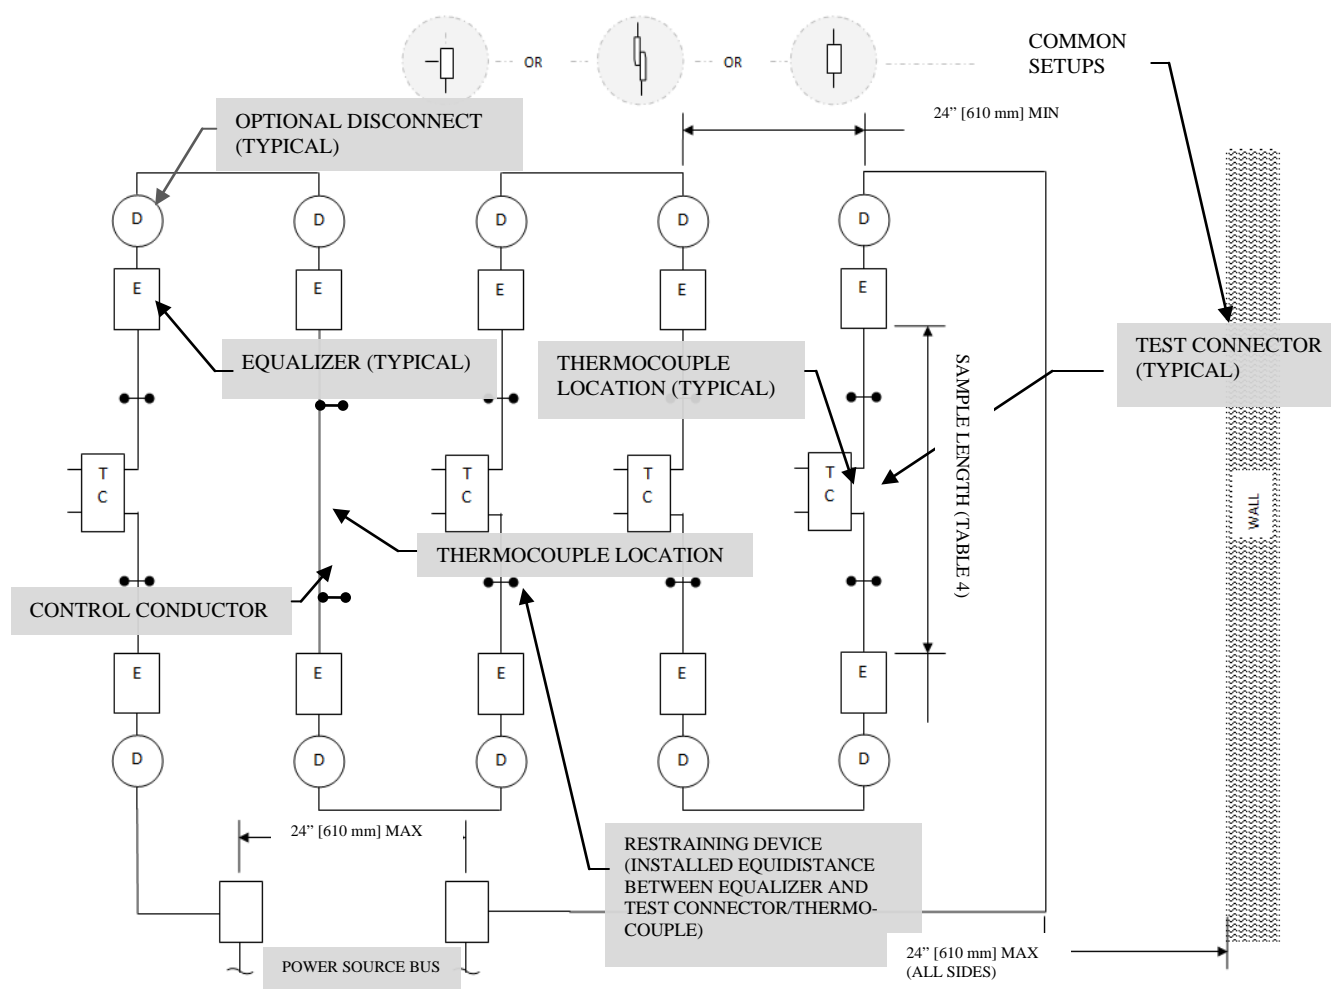 OR
OR
COMMON
SETUPS
24” [610 mm] MIN
OPTIONAL DISCONNECT
(TYPICAL)
D
D
D
D
D
E
E
E
E
E
EQUALIZER (TYPICAL)
THERMOCOUPLE
LOCATION (TYPICAL)
TEST CONNECTOR
(TYPICAL)
SAMPLE LENGTH (TABLE 4)
T
C
T
C
T
C
T
C
WALL
THERMOCOUPLE LOCATION
CONTROL CONDUCTOR
E
E
E
E
E
D
D
D
D
D
24” [610 mm] MAX
RESTRAINING DEVICE
(INSTALLED EQUIDISTANCE
BETWEEN EQUALIZER AND
TEST CONNECTOR/THERMO-
COUPLE)
POWER SOURCE BUS
24” [610 mm] MAX
(ALL SIDES)